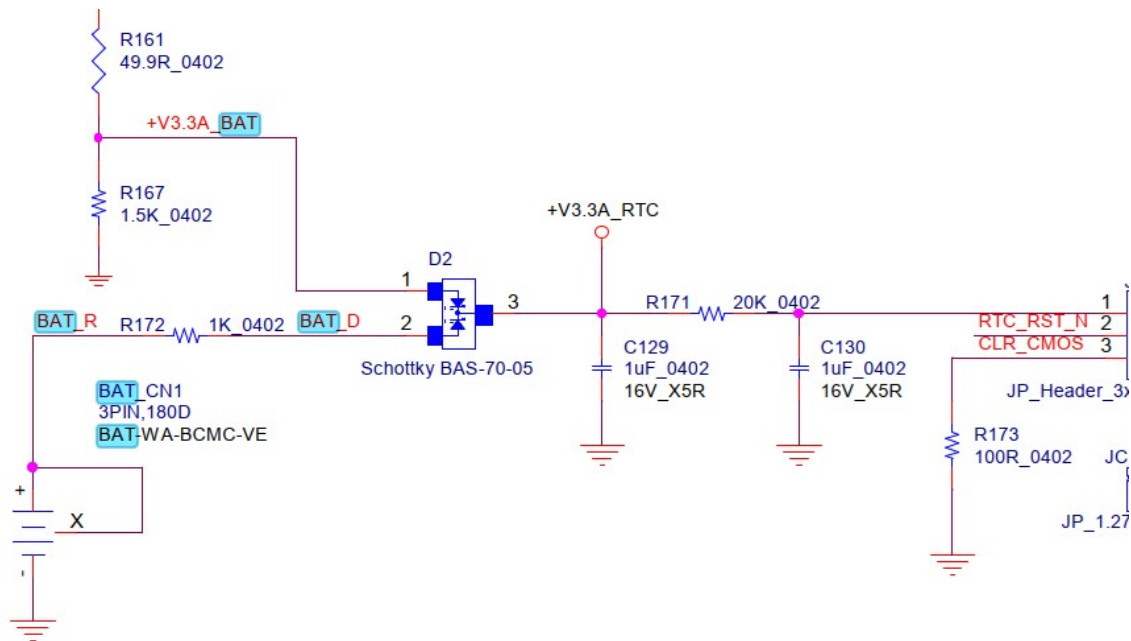 R161
49.9R_0402
+V3.3A_BAT
R167
1.5K_0402
+V3.3A_RTC
D2
1
3
2
BAT_R
R172
1K_0402
BAT_D
Schottky BAS-70-05
R171
20K_0402
1
RTC_RST_N
2
CLR_CMOS
3
C129
1uF_0402
16V_X5R
C130
1uF_0402
16V_X5R
JP_Header_3x
BAT_CN1
3PIN,180D
BAT-WA-BCMC-VE
R173
100R_0402
JC
JP_1.27
+
X
-